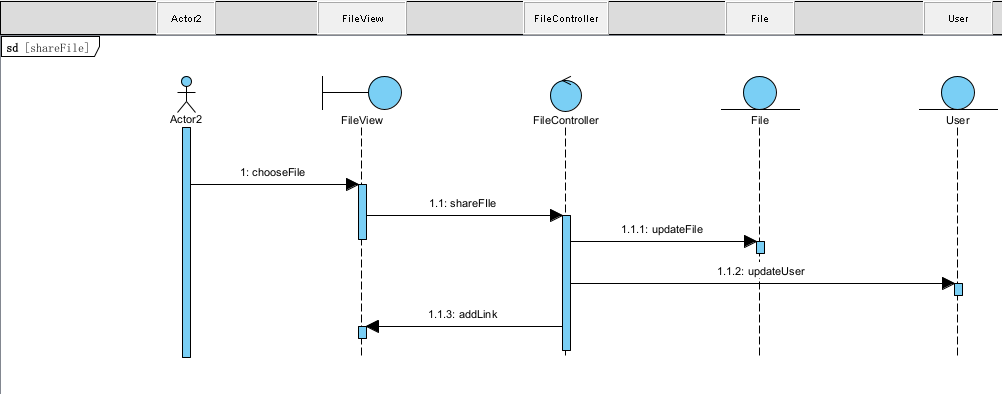 Actor2
FileView
FileController
File
User
sd [shareFile]
Actor2
FileView
FileController
File
User
1: chooseFile
1.1: shareFIle
1.1.1: updateFile
1.1.2: updateUser
1.1.3: addLink